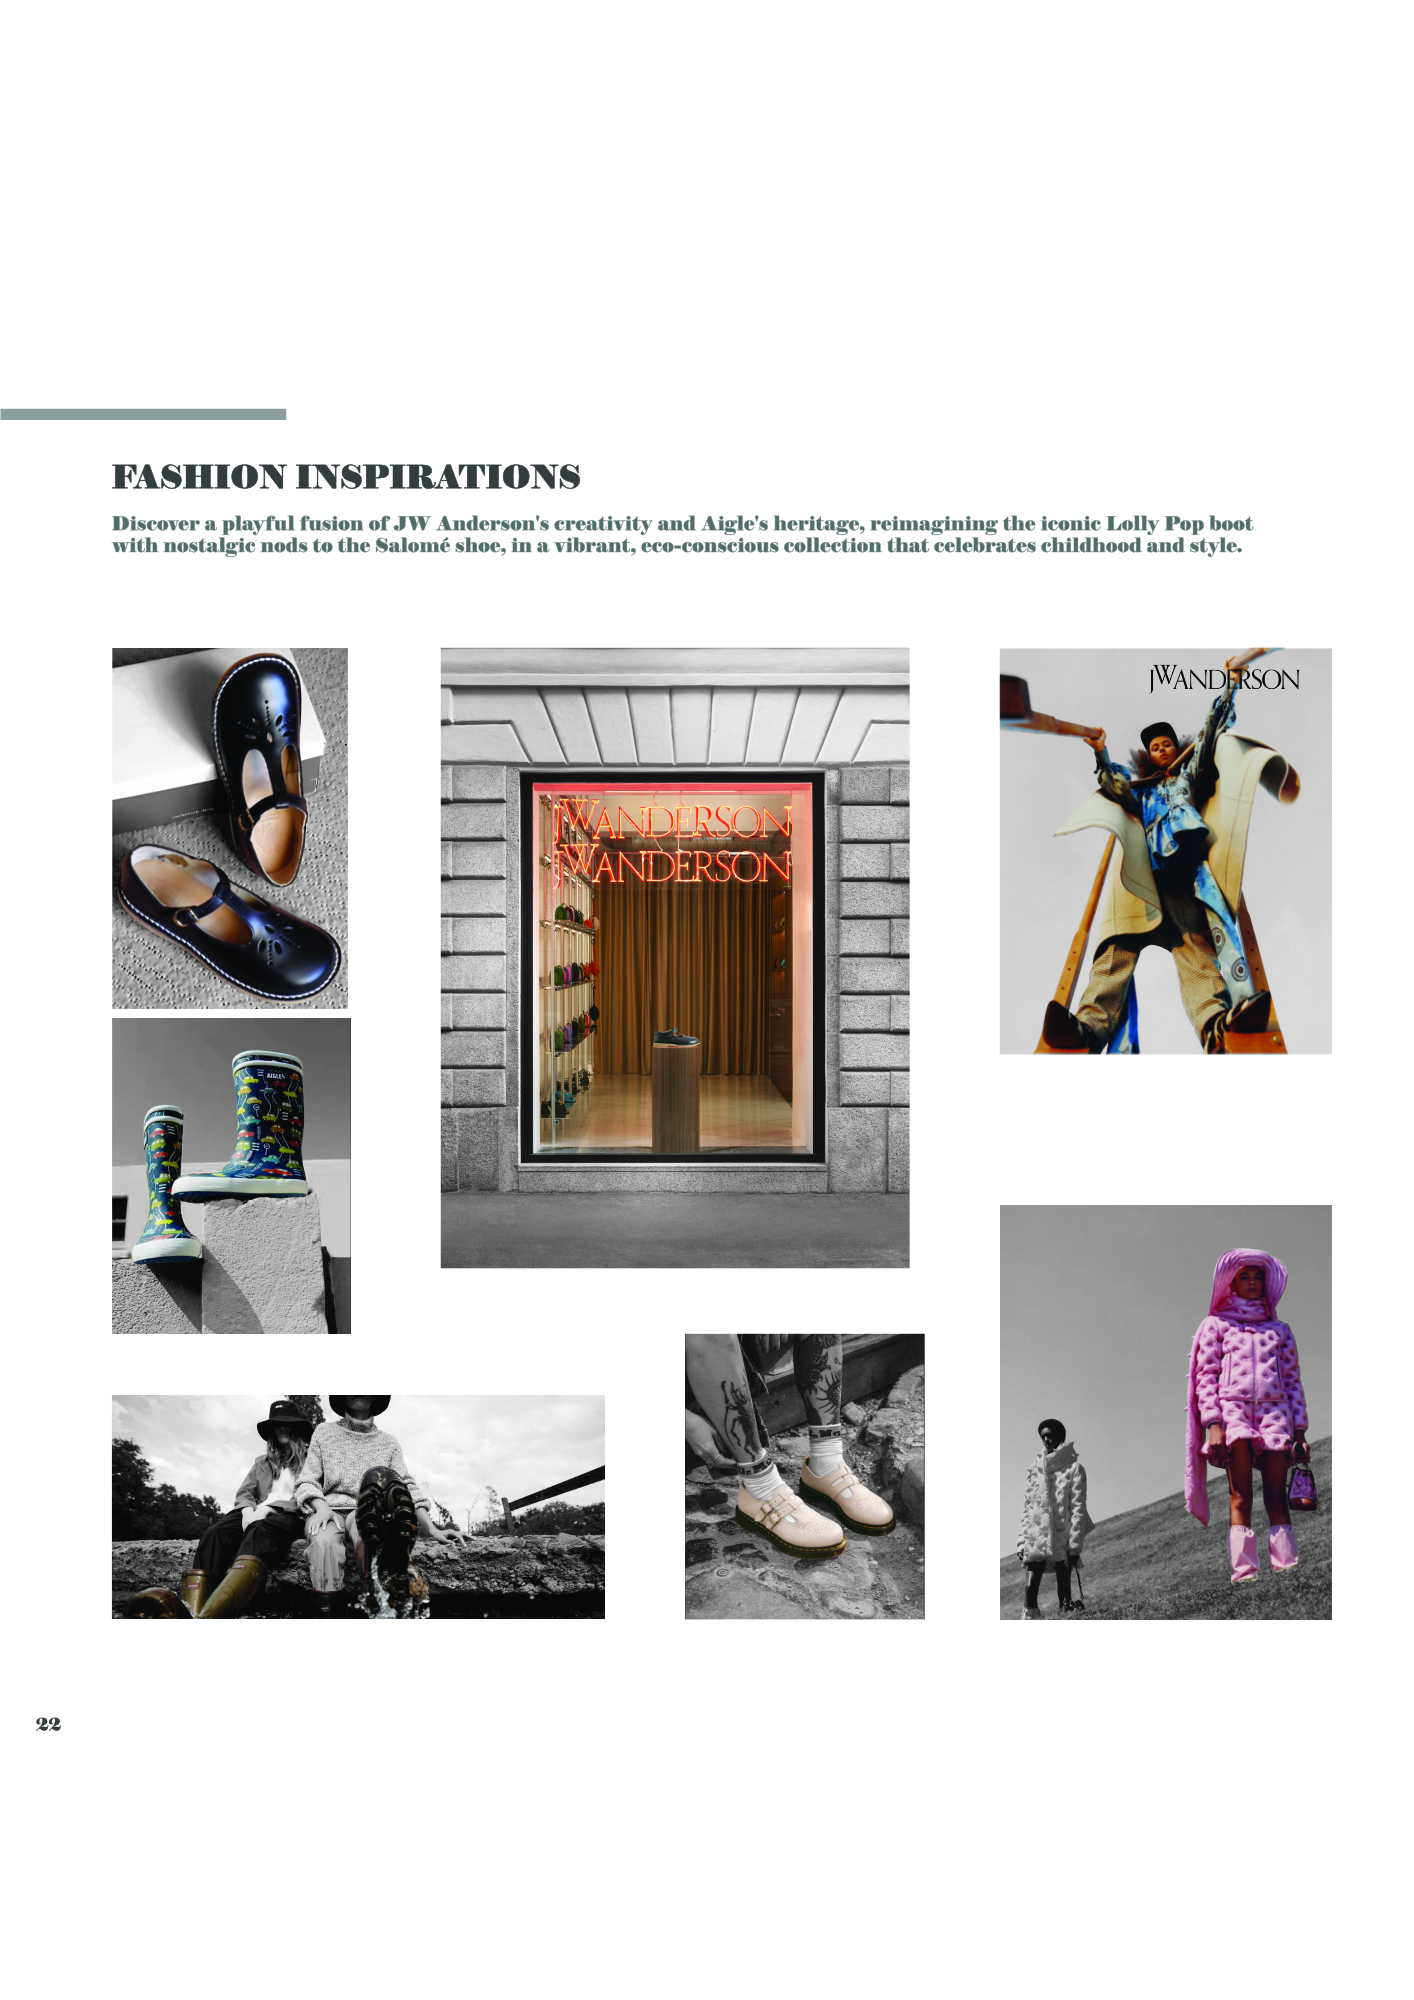 FASHION INSPIRATIONS
Discover a playful fusion of JW Anderson's creativity and Aigle's heritage, reimagining the iconic Lolly Pop boot
with nostalgic nods to the Salomé shoe, in a vibrant, eco-conscious collection that celebrates childhood and style.
JWANDERSON
JWANDERSON
JWANDERSON
AIGLE
22